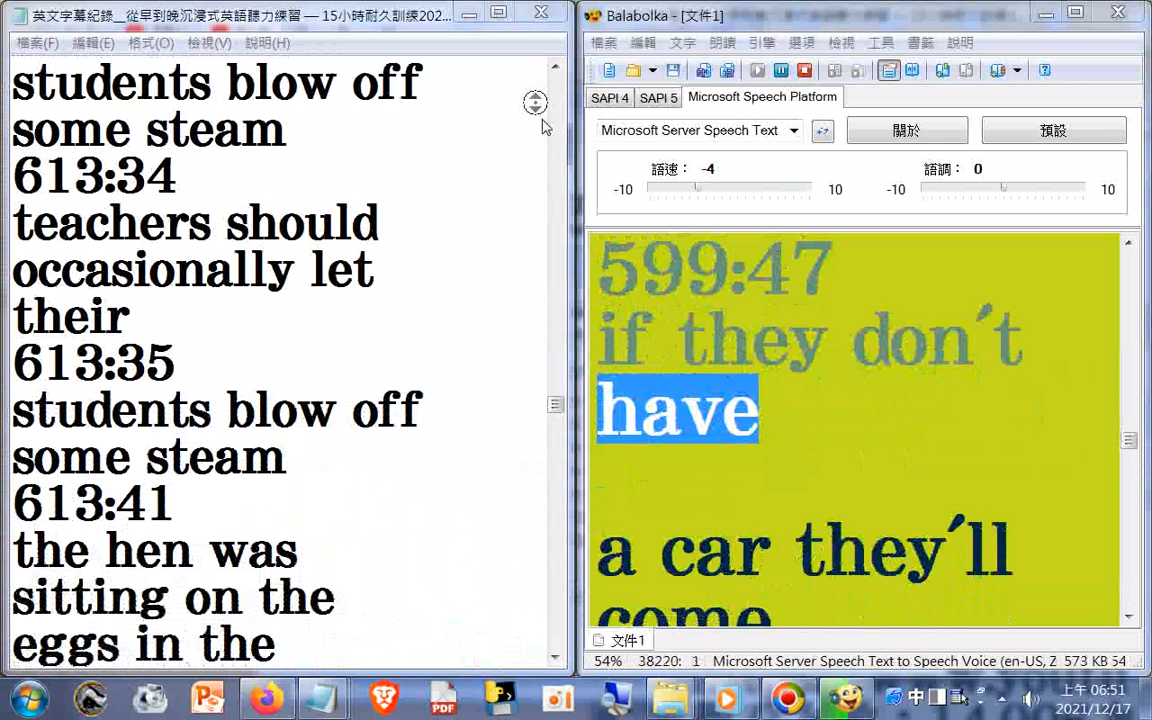 英文字幕紀錄__從早到晚沉浸式英語聽力練習 — 15小時耐久訓練202...
檔案(F) 編輯(E) 格式(O) 檢視(V) 說明(H)
students blow off
some steam
613:34
teachers should
occasionally let
their
613:35
students blow off
some steam
613:41
the hen was
sitting on the
eggs in the
Balabolka - [文件1]
檔案 編輯 文字 朗讀 引擎 選項 檢視 工具 書籤 說明
SAPI 4 SAPI 5 Microsoft Speech Platform
Microsoft Server Speech Text 關於 預設
語速: -4 語調: 0
-10 10 -10 10
599:47
if they don't
have
a car they'll
come
文件1
54% 38220: 1 Microsoft Server Speech Text to Speech Voice (en-US, Z 573 KB 54
中
上午 06:51
2021/12/17